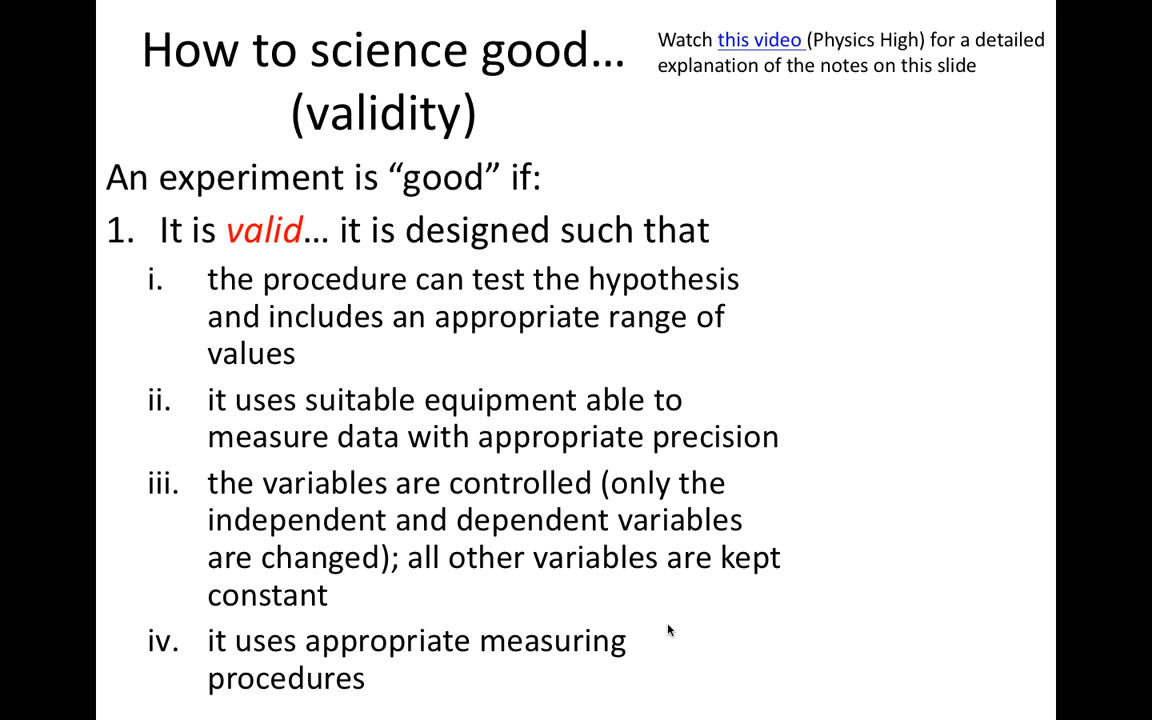 How to science good...
(validity)
Watch this video (Physics High) for a detailed
explanation of the notes on this slide
An experiment is “good” if:
1. It is valid... it is designed such that
i. the procedure can test the hypothesis
and includes an appropriate range of
values
ii. it uses suitable equipment able to
measure data with appropriate precision
iii. the variables are controlled (only the
independent and dependent variables
are changed); all other variables are kept
constant
iv. it uses appropriate measuring
procedures